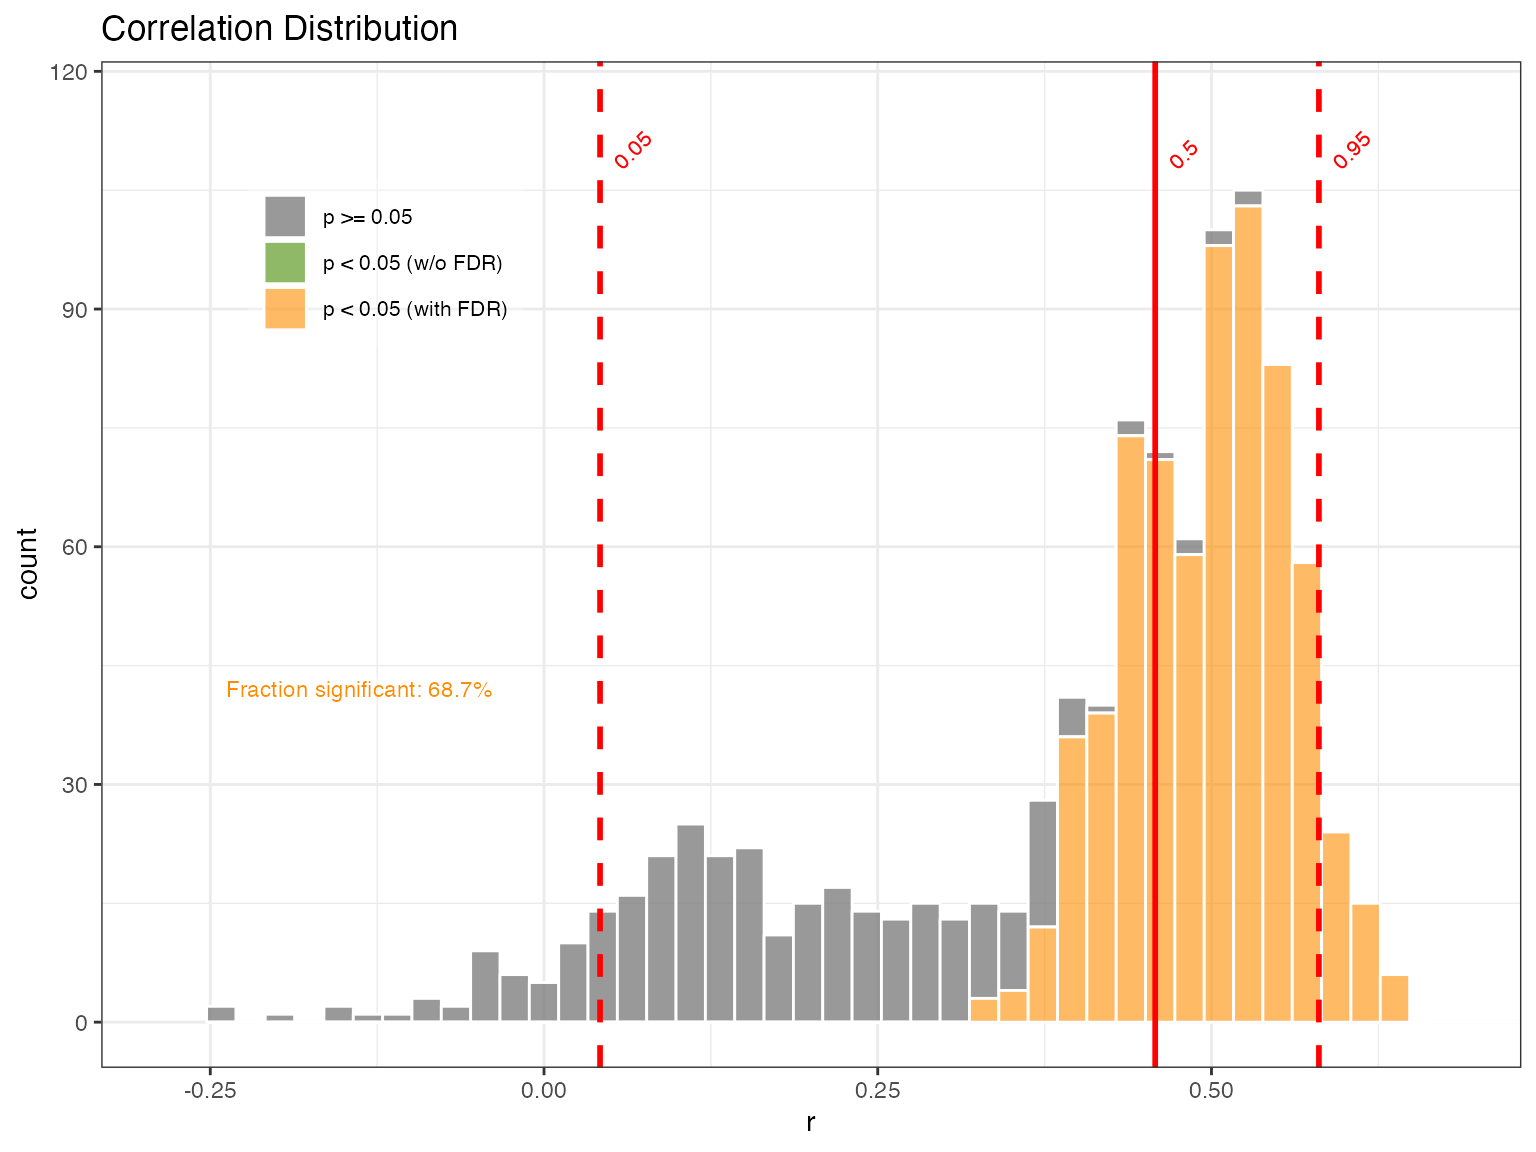 Correlation Distribution
120
90
60
30
0
count
0.05
0.5
0.95
p >= 0.05
p < 0.05 (w/o FDR)
p < 0.05 (with FDR)
Fraction significant: 68.7%
-0.25
0.00
0.25
0.50
r